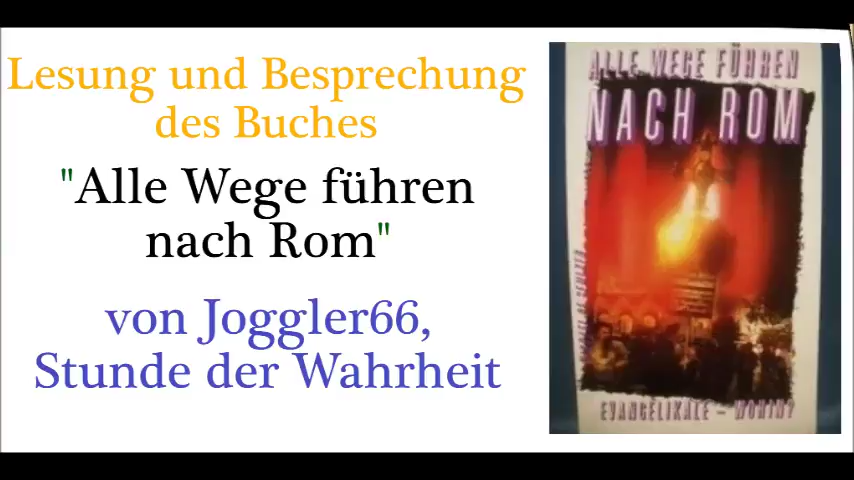 Lesung und Besprechung
des Buches
"Alle Wege führen
nach Rom"
von Joggler66,
Stunde der Wahrheit
ALLE WEGE FÜHREN
NACH ROM
EVANGELIKALE – WOHIN?